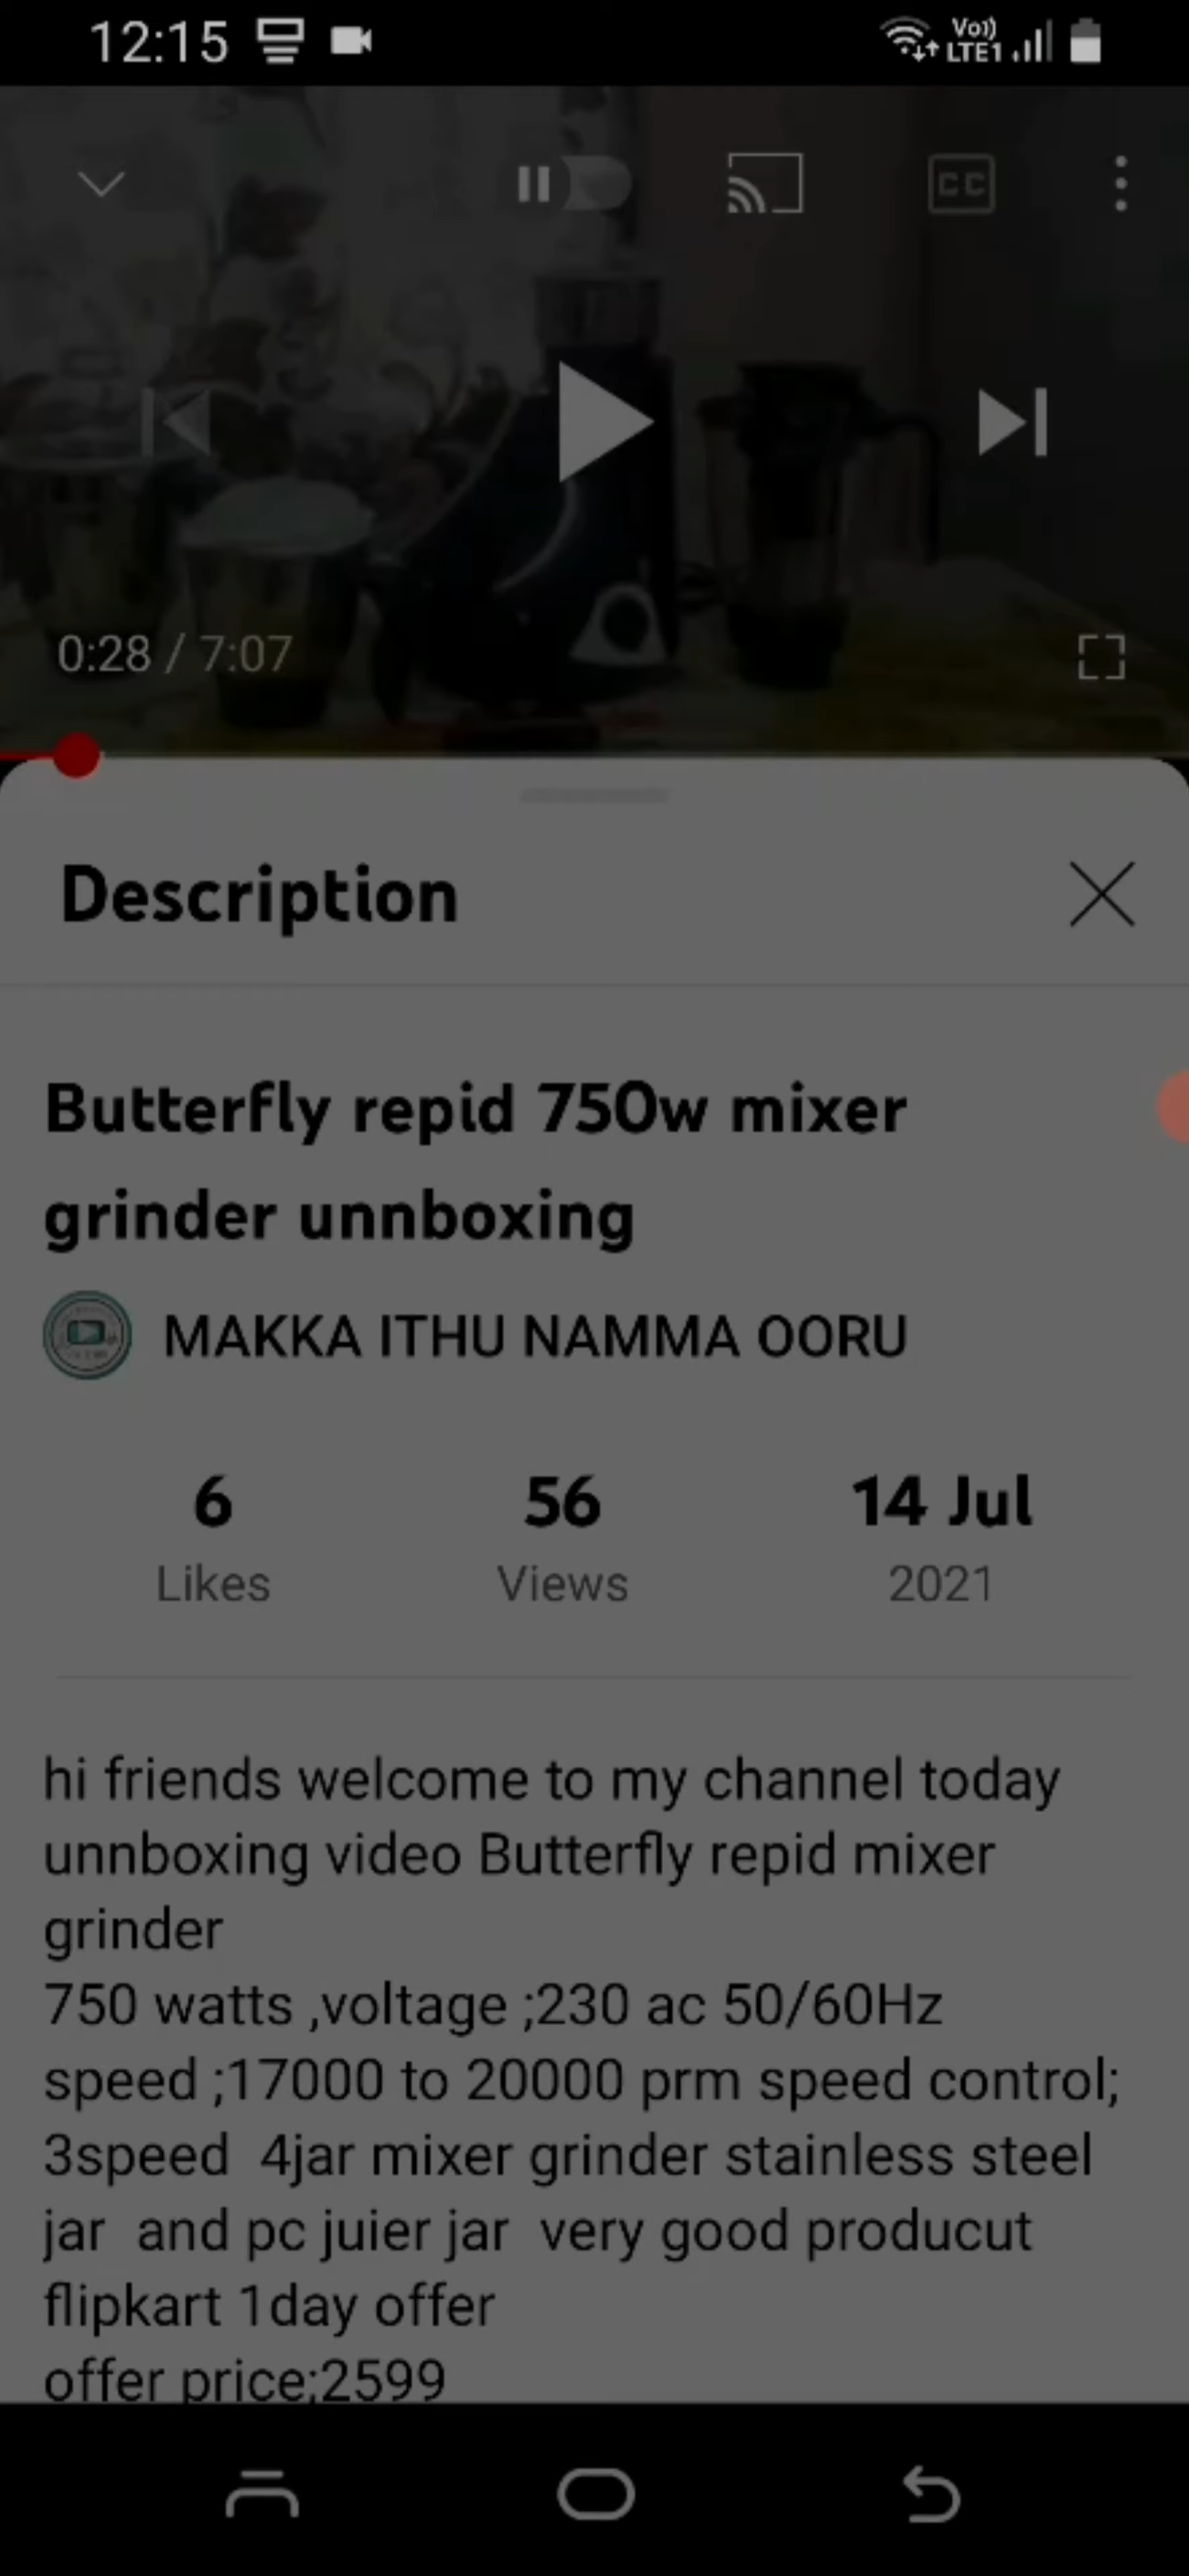 12:15
Vo))
LTE1
CC
0:28 / 7:07
Description
Butterfly repid 750w mixer
grinder unnboxing
MAKKA ITHU NAMMA OORU
6 56 14 Jul
Likes Views 2021
hi friends welcome to my channel today
unnboxing video Butterfly repid mixer
grinder
750 watts ,voltage ;230 ac 50/60Hz
speed ;17000 to 20000 prm speed control;
3speed  4jar mixer grinder stainless steel
jar  and pc juier jar  very good producut
flipkart 1day offer
offer price;2599